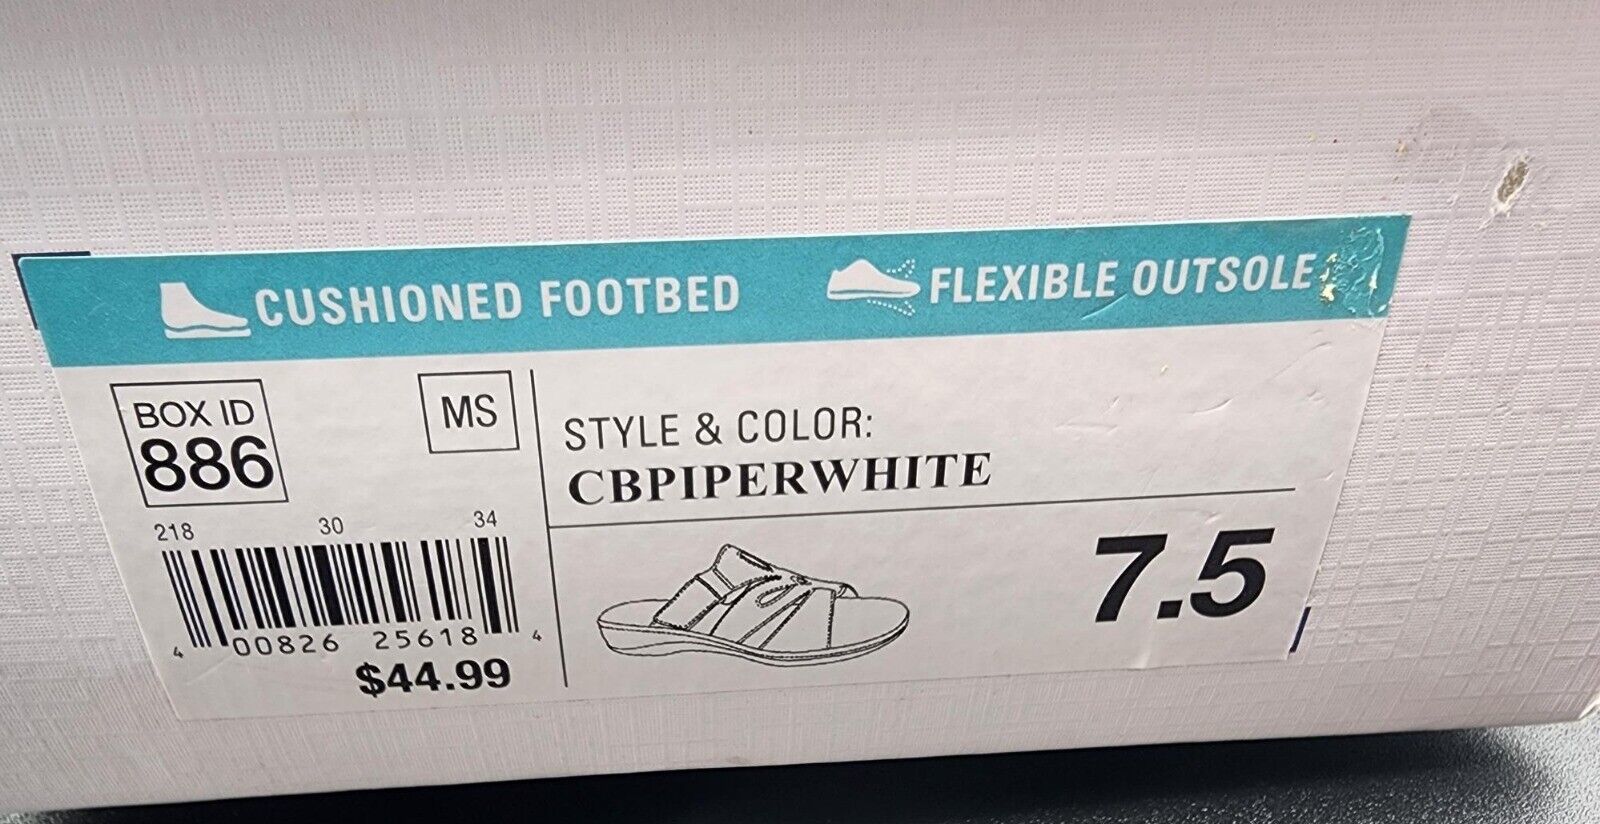 CUSHIONED FOOTBED
FLEXIBLE OUTSOLE
BOX ID
886
MS
218 30 34
4 00826 25618 4
$44.99
STYLE & COLOR:
CBPIPERWHITE
7.5